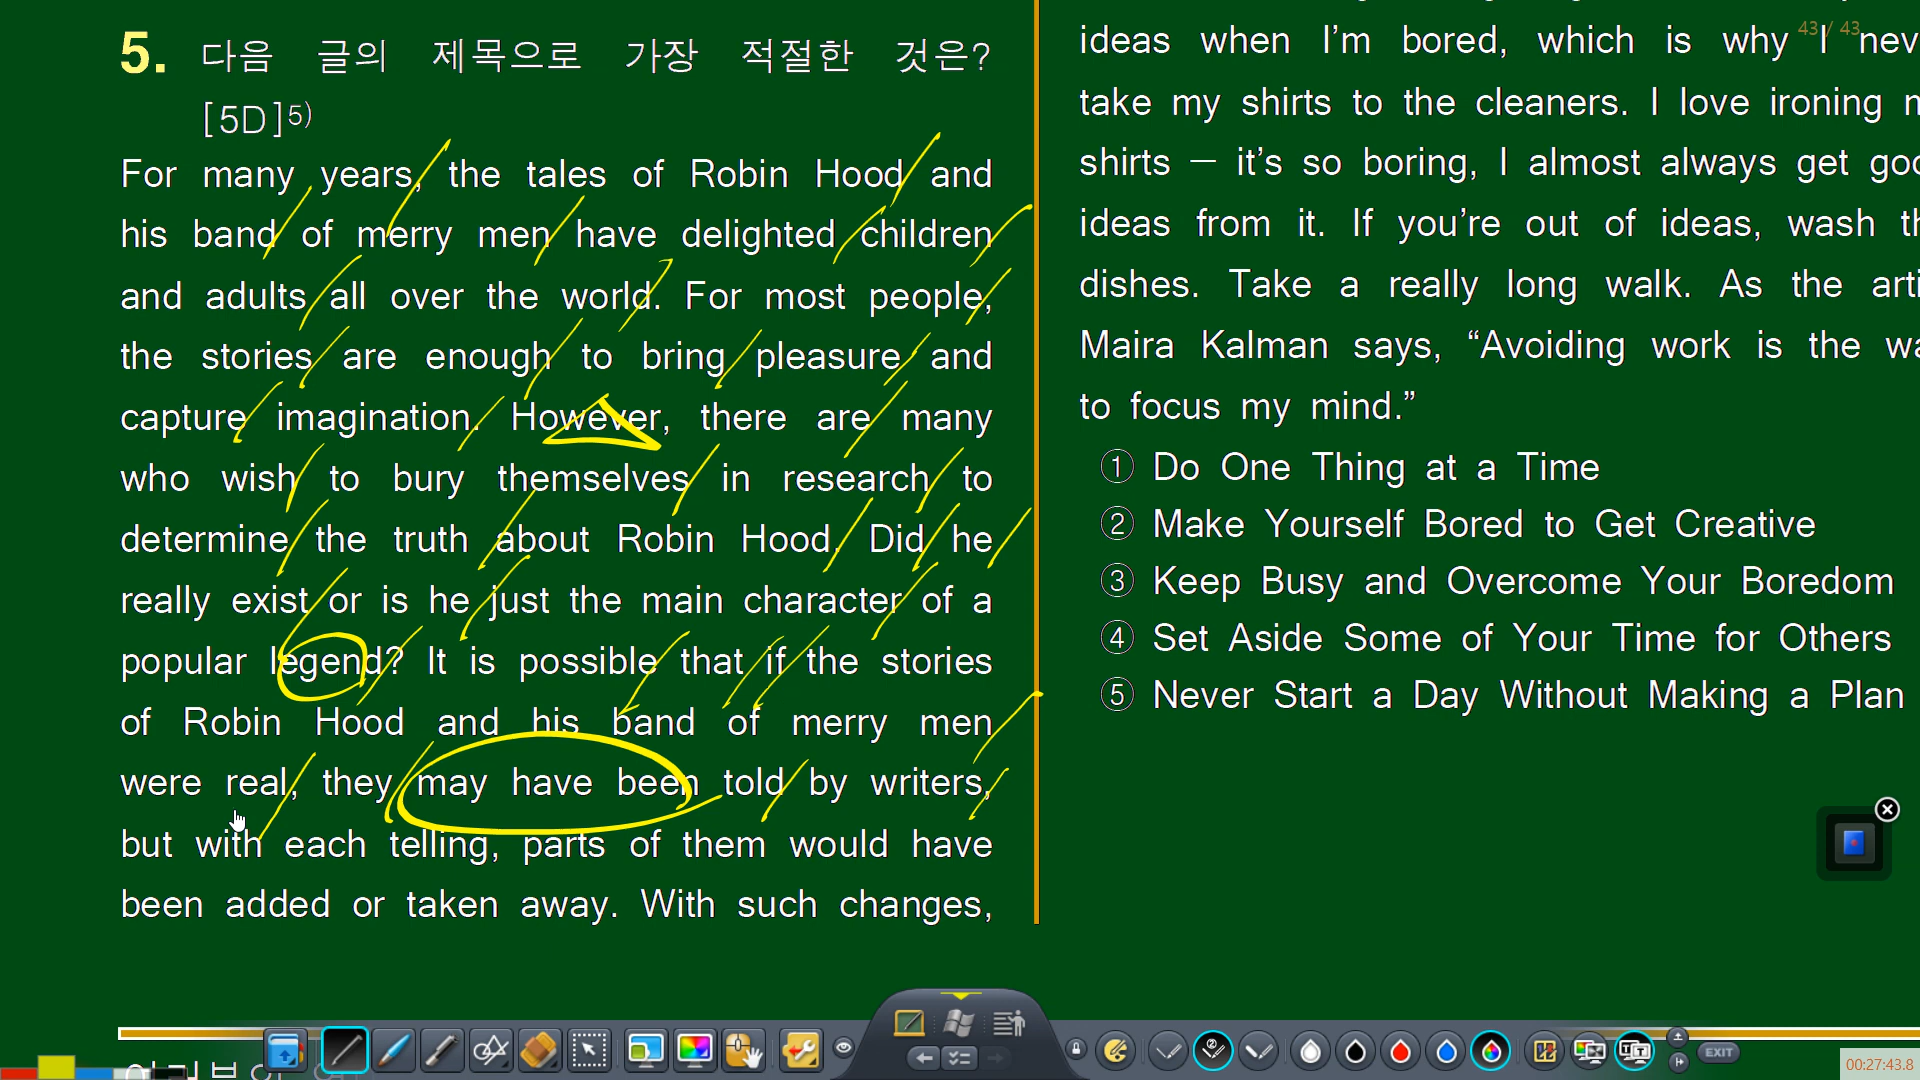 5. 다음 글의 제목으로 가장 적절한 것은?
[5D]5)
For many years, the tales of Robin Hood and
his band of merry men have delighted children
and adults all over the world. For most people,
the stories are enough to bring pleasure and
capture imagination. However, there are many
who wish to bury themselves in research to
determine the truth about Robin Hood. Did he
really exist or is he just the main character of a
popular legend? It is possible that if the stories
of Robin Hood and his band of merry men
were real, they may have been told by writers,
but with each telling, parts of them would have
been added or taken away. With such changes,
ideas when I'm bored, which is why I
take my shirts to the cleaners. I love ironing
shirts — it's so boring, I almost always get
ideas from it. If you're out of ideas, wash
dishes. Take a really long walk. As the
Maira Kalman says, “Avoiding work is the
to focus my mind.”
① Do One Thing at a Time
② Make Yourself Bored to Get Creative
③ Keep Busy and Overcome Your Boredom
④ Set Aside Some of Your Time for Others
⑤ Never Start a Day Without Making a Plan
43 / 43
EXIT
00:27:43.8